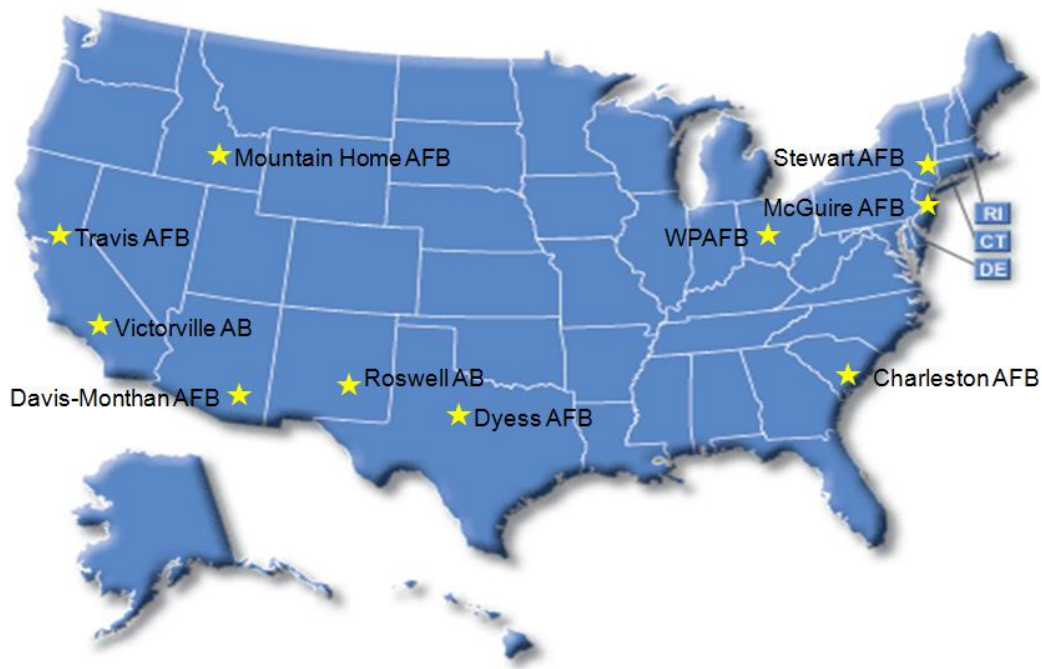 Mountain Home AFB
Stewart AFB
McGuire AFB
RI
Travis AFB
WPAFB
CT
DE
Victorville AB
Roswell AB
Charleston AFB
Davis-Monthan AFB
Dyess AFB